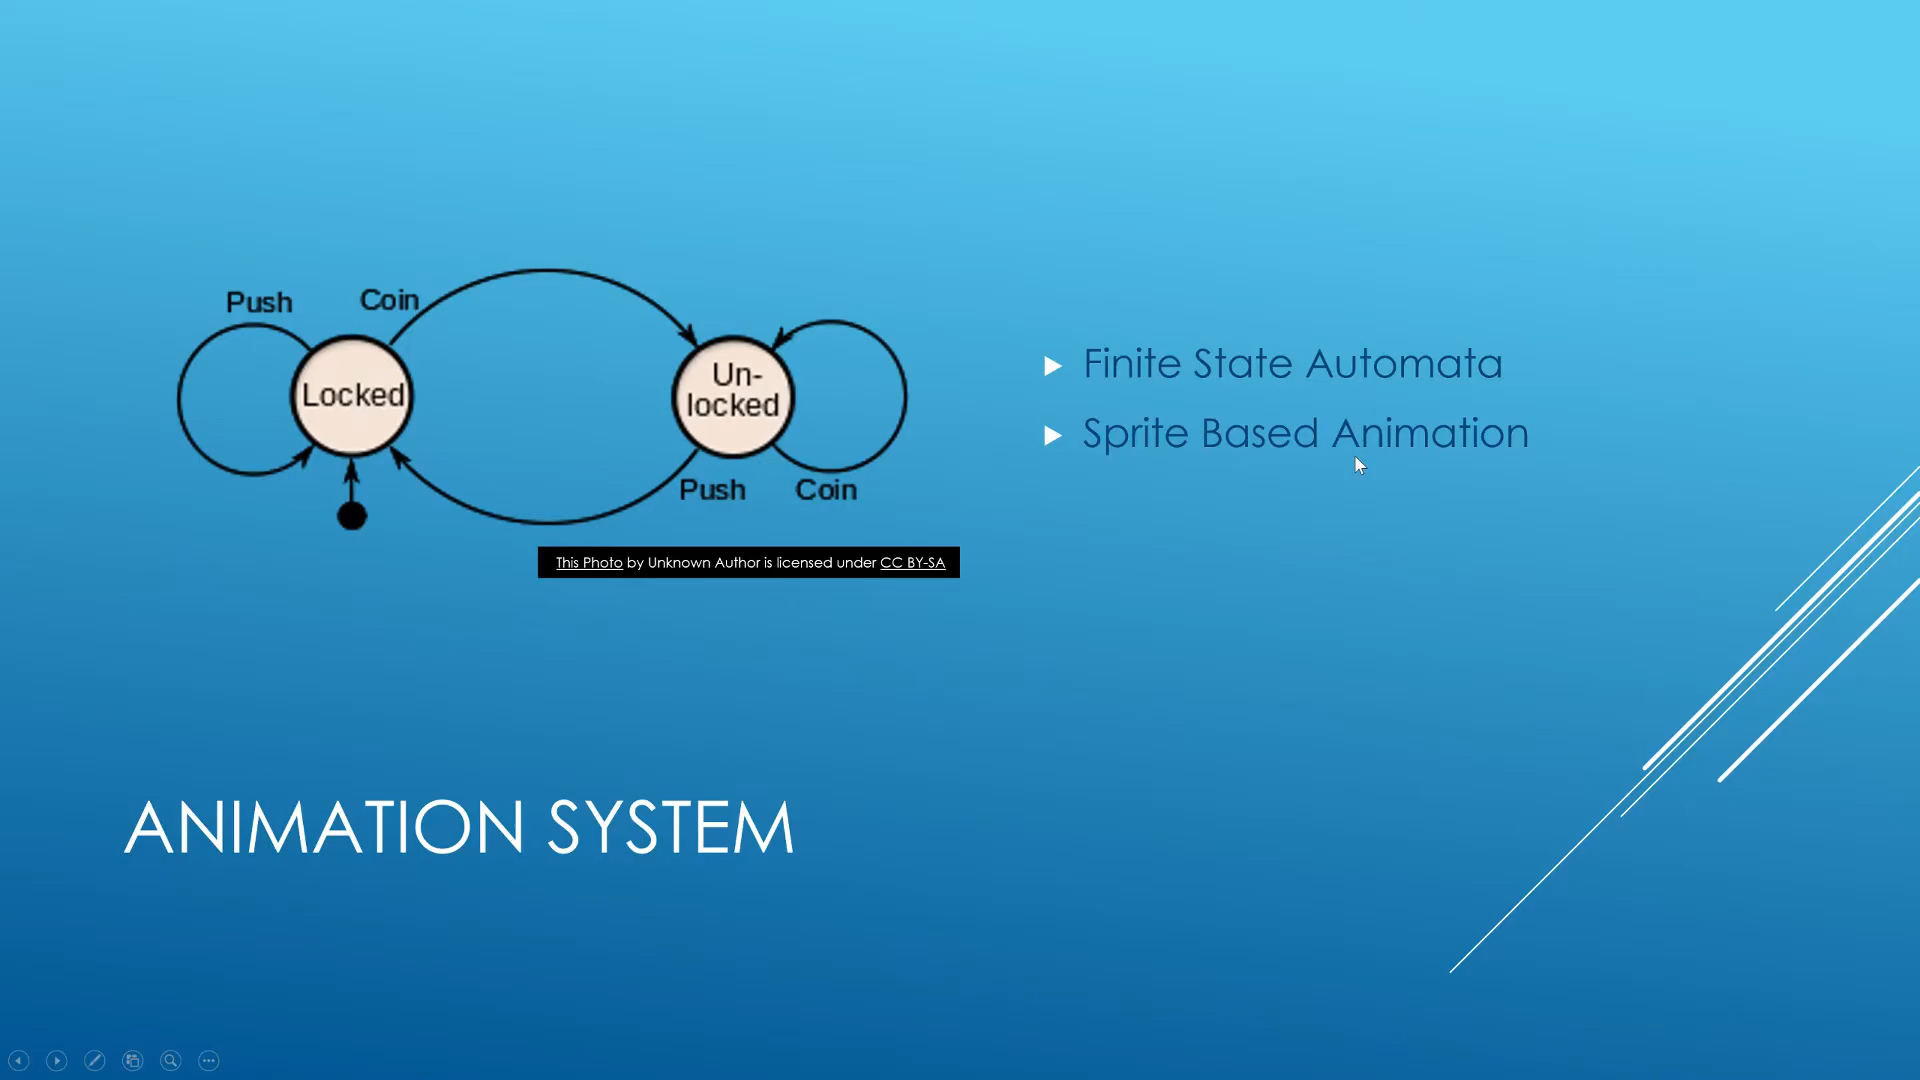 Push
Coin
Locked
Un-
locked
Push
Coin
This Photo by Unknown Author is licensed under CC BY-SA
Finite State Automata
Sprite Based Animation
ANIMATION SYSTEM